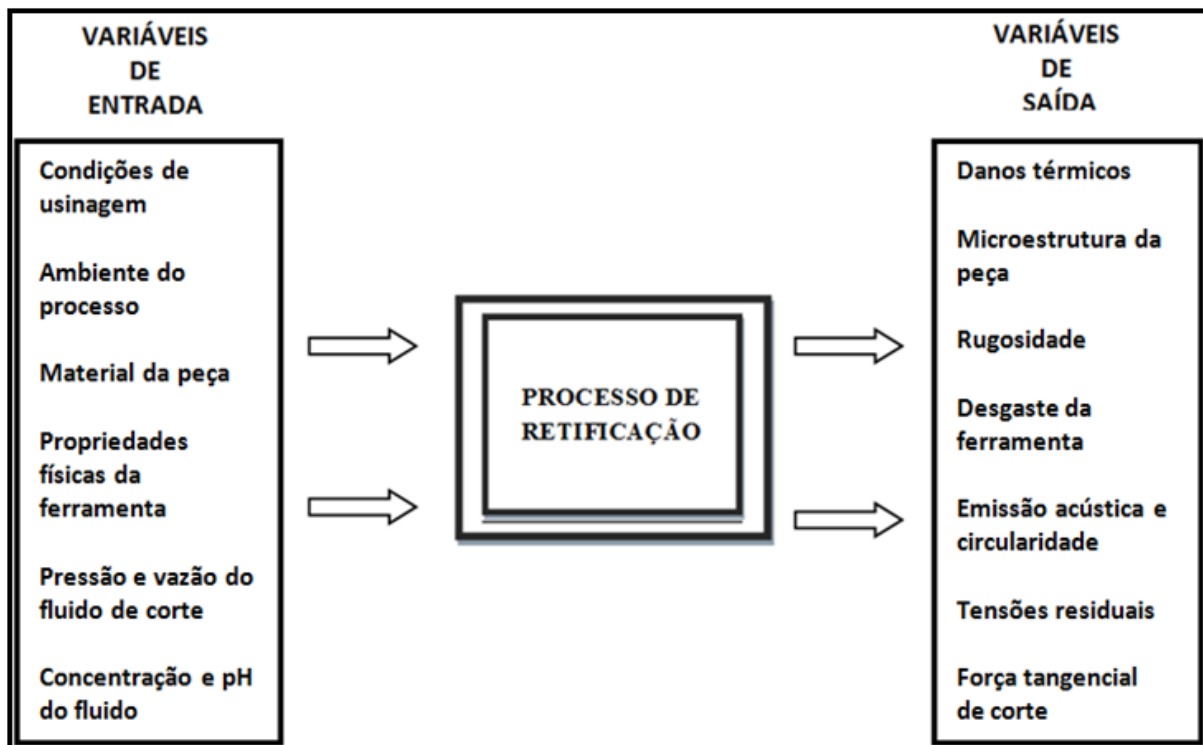 VARIÁVEIS
DE
ENTRADA
Condições de
usinagem
Ambiente do
processo
Material da peça
Propriedades
físicas da
ferramenta
Pressão e vazão do
fluido de corte
Concentração e pH
do fluido
PROCESSO DE
RETIFICAÇÃO
VARIÁVEIS
DE
SAÍDA
Danos térmicos
Microestrutura da
peça
Rugosidade
Desgaste da
ferramenta
Emissão acústica e
circularidade
Tensões residuais
Força tangencial
de corte